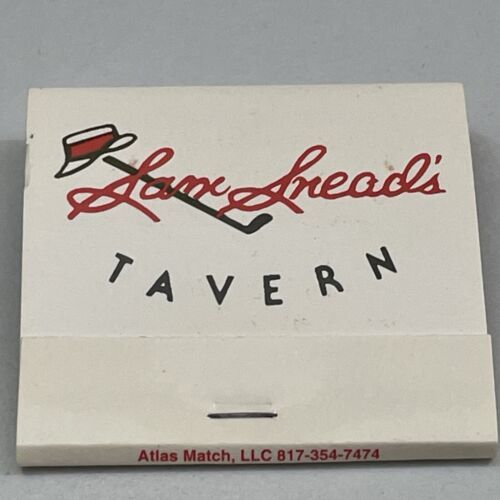 Sam Snead's
TAVERN
Atlas Match, LLC 817-354-7474